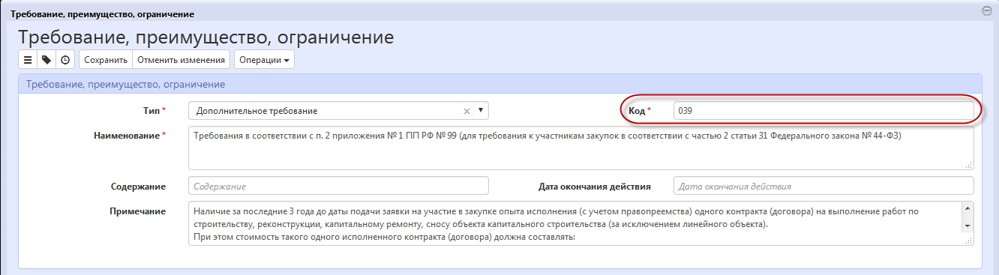 Требование, преимущество, ограничение
Требование, преимущество, ограничение
Сохранить Отменить изменения Операции
Требование, преимущество, ограничение
Тип * Дополнительное требование × Код * 039
Наименование * Требования в соответствии с п. 2 приложения № 1 ПП РФ № 99 (для требования к участникам закупок в соответствии с частью 2 статьи 31 Федерального закона № 44-ФЗ)
Содержание Содержание Дата окончания действия Дата окончания действия
Примечание Наличие за последние 3 года до даты подачи заявки на участие в закупке опыта исполнения (с учетом правопреемства) одного контракта (договора) на выполнение работ по
строительству, реконструкции, капитальному ремонту, сносу объекта капитального строительства (за исключением линейного объекта).
При этом стоимость такого одного исполненного контракта (договора) должна составлять: